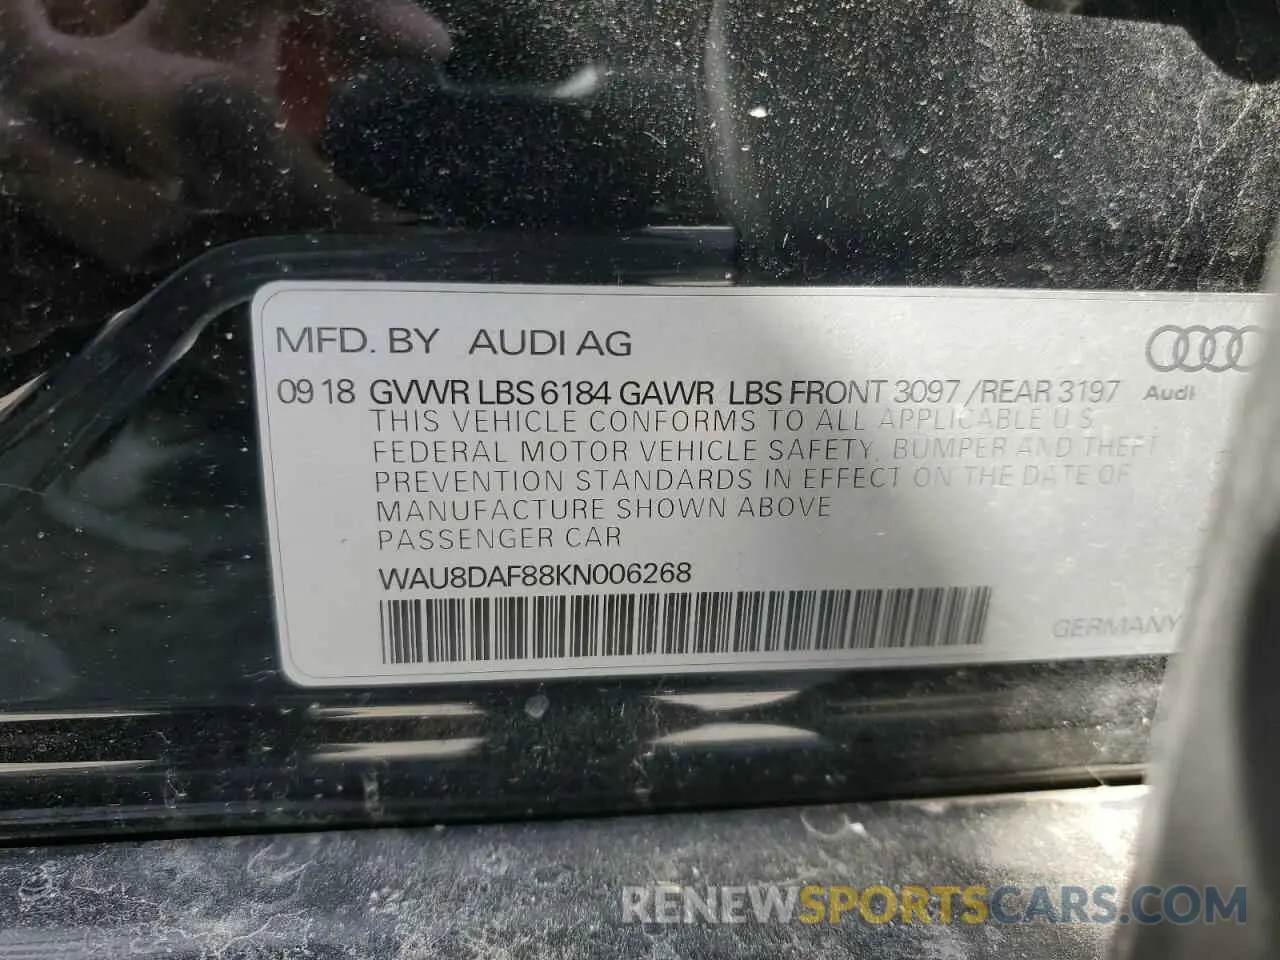 MFD. BY AUDI AG
09 18 GVWR LBS 6184 GAWR LBS FRONT 3097 /REAR 3197
Audi
THIS VEHICLE CONFORMS TO ALL APPLICABLE U.S.
FEDERAL MOTOR VEHICLE SAFETY, BUMPER AND THEFT
PREVENTION STANDARDS IN EFFECT ON THE DATE OF
MANUFACTURE SHOWN ABOVE
PASSENGER CAR
WAU8DAF88KN006268
GERMANY
RENEWSPORTSCARS.COM